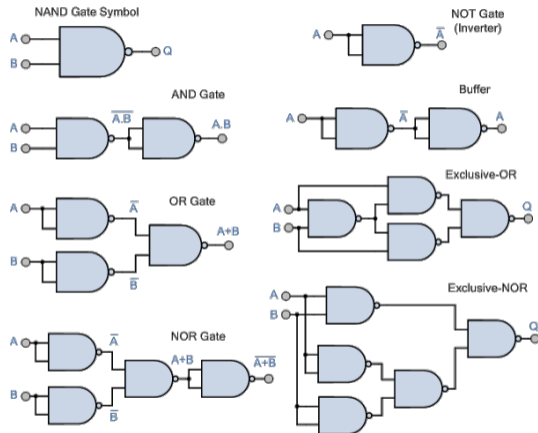 NAND Gate Symbol
A
B
Q
NOT Gate
(Inverter)
A
A̅
AND Gate
A
B
A̅.̅B̅
A.B
Buffer
A
A̅
A
OR Gate
A
A̅
B
B̅
A+B
Exclusive-OR
A
B
Q
NOR Gate
A
A̅
B
B̅
A+B
A̅+̅B̅
Exclusive-NOR
A
B
Q